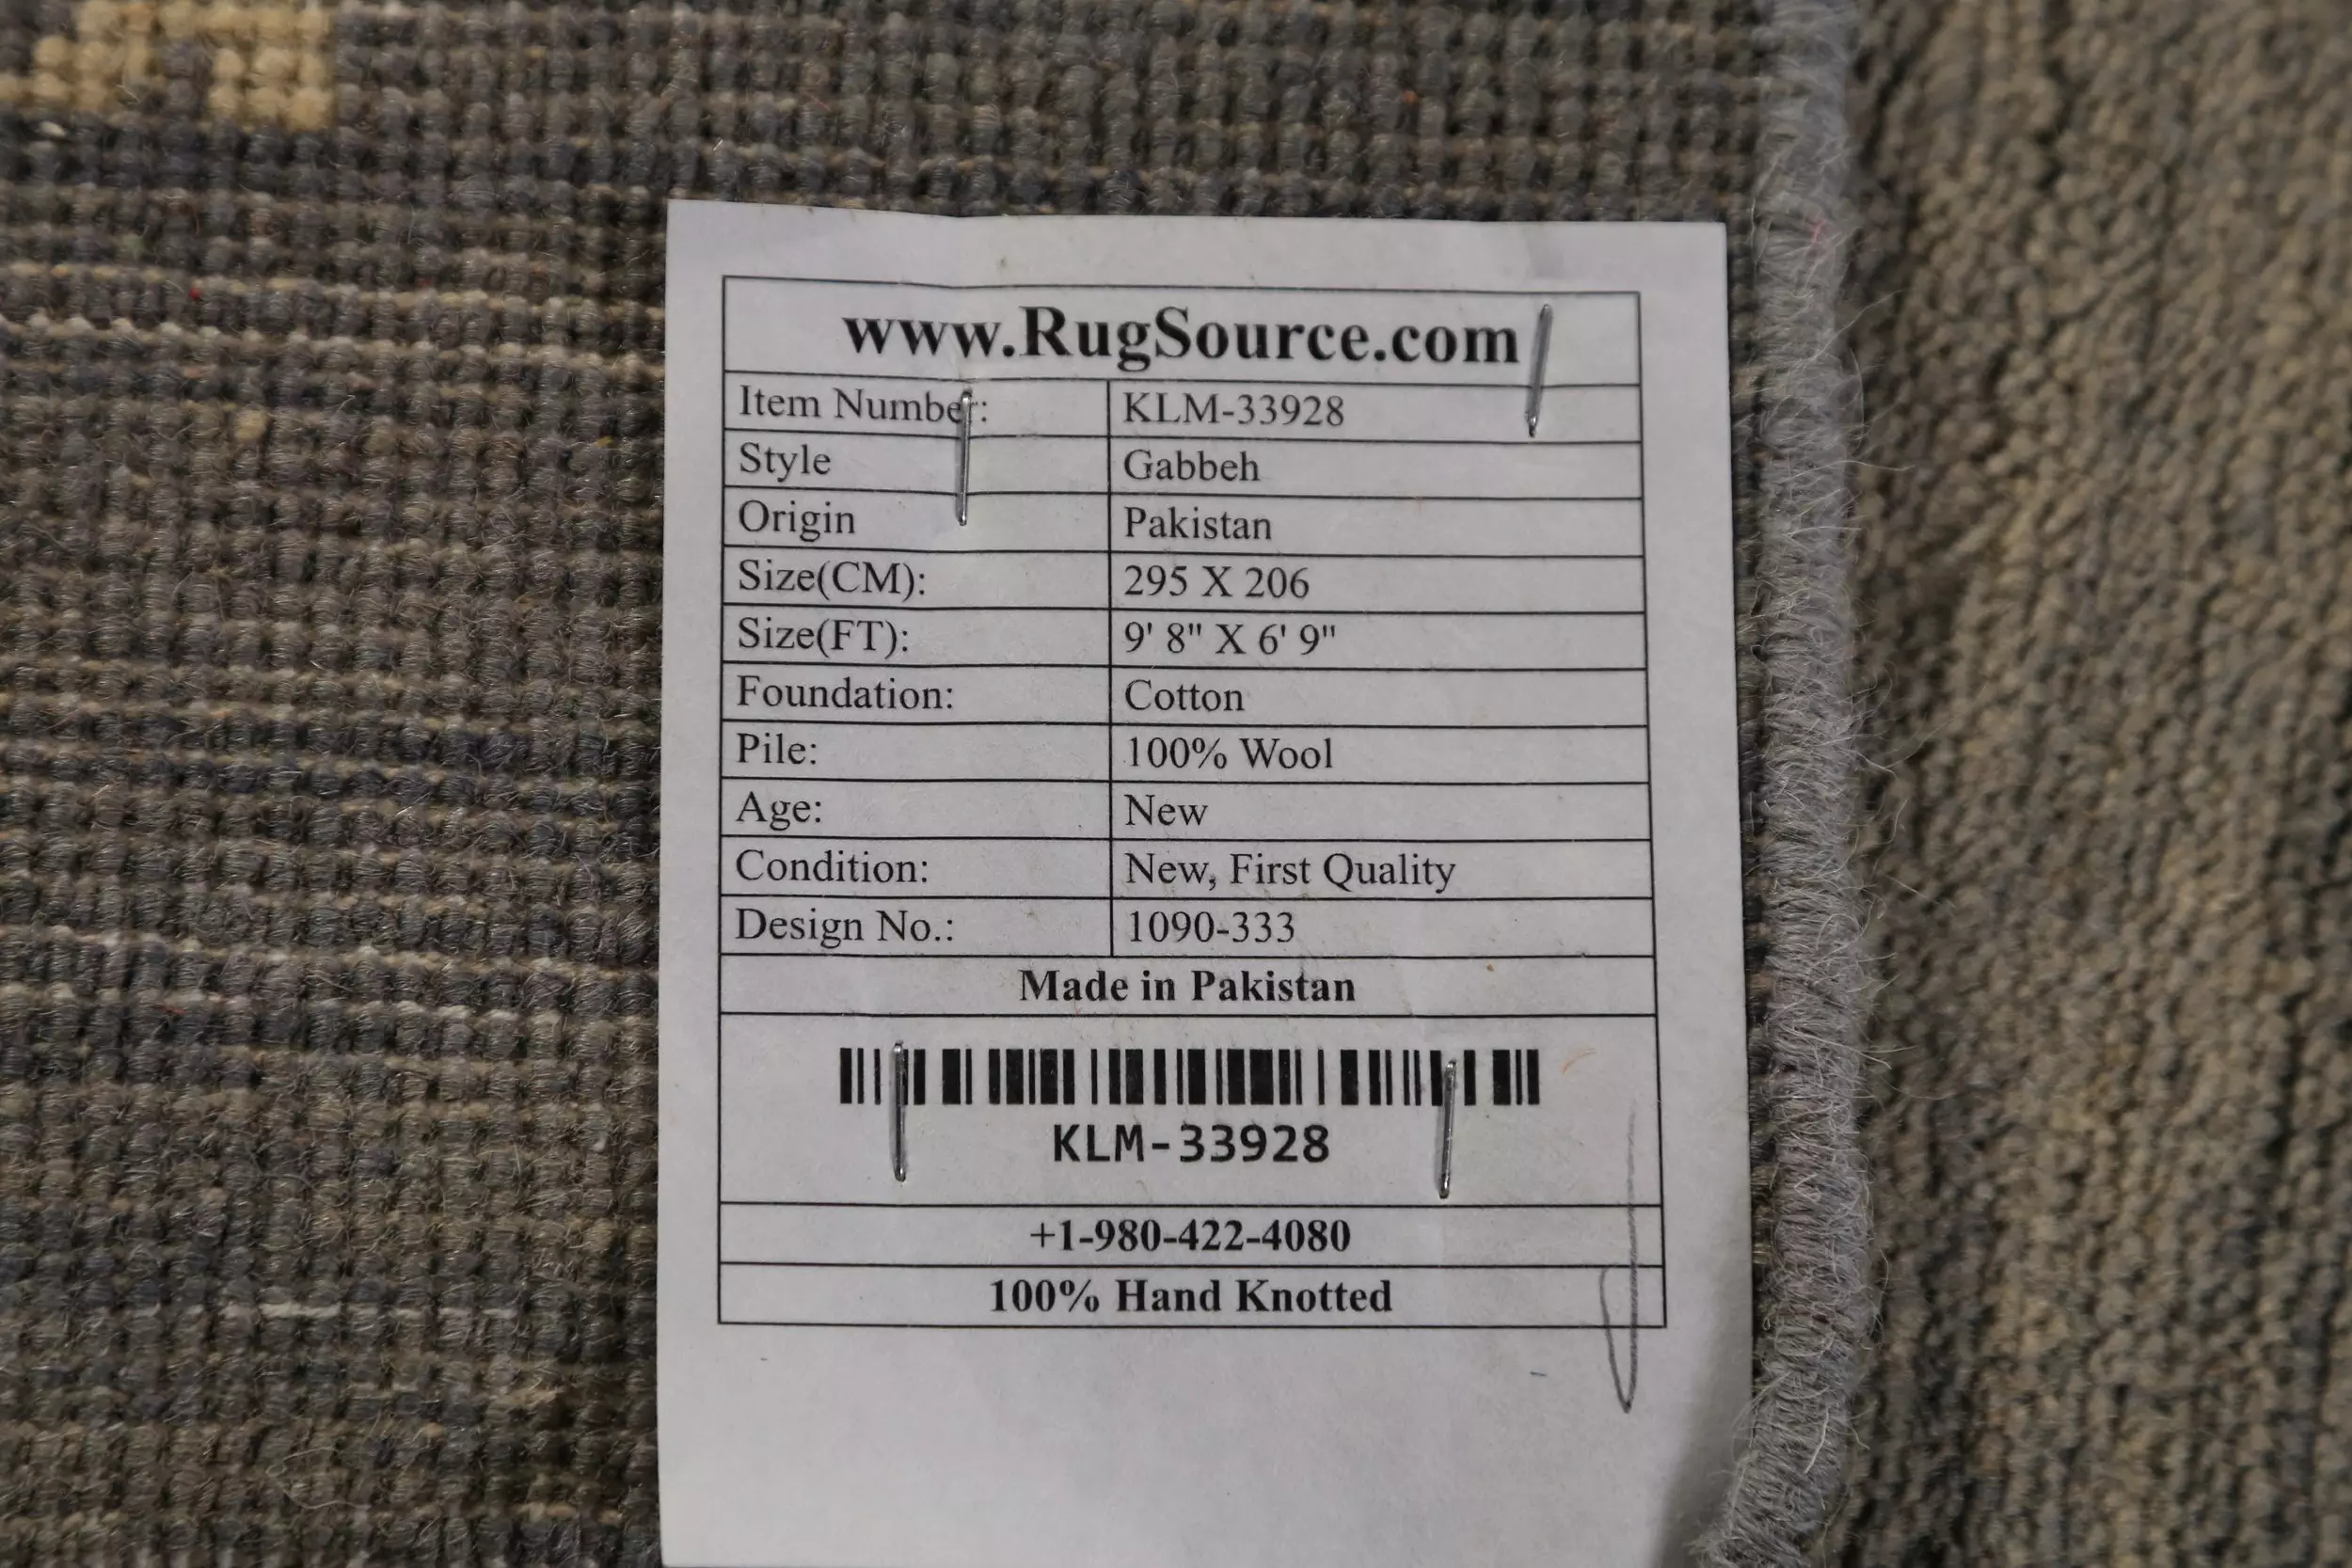 www.RugSource.com
Item Number: KLM-33928
Style Gabbeh
Origin Pakistan
Size(CM): 295 X 206
Size(FT): 9' 8" X 6' 9"
Foundation: Cotton
Pile: 100% Wool
Age: New
Condition: New, First Quality
Design No.: 1090-333
Made in Pakistan
KLM-33928
+1-980-422-4080
100% Hand Knotted